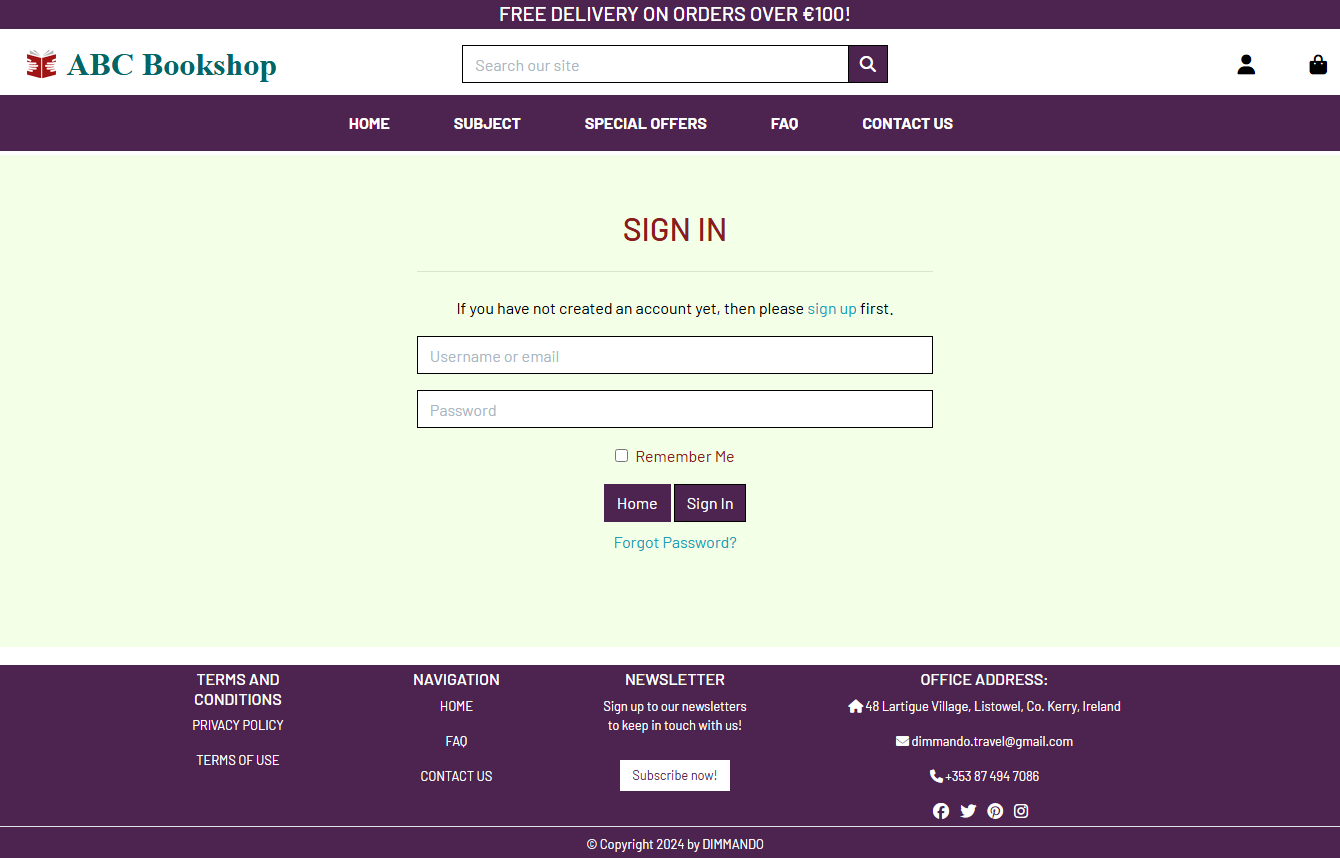 FREE DELIVERY ON ORDERS OVER €100!
ABC Bookshop
Search our site
HOME
SUBJECT
SPECIAL OFFERS
FAQ
CONTACT US
SIGN IN
If you have not created an account yet, then please sign up first.
Username or email
Password
Remember Me
Home
Sign In
Forgot Password?
TERMS AND
CONDITIONS
PRIVACY POLICY
TERMS OF USE
NAVIGATION
HOME
FAQ
CONTACT US
NEWSLETTER
Sign up to our newsletters
to keep in touch with us!
Subscribe now!
OFFICE ADDRESS:
48 Lartigue Village, Listowel, Co. Kerry, Ireland
dimmando.travel@gmail.com
+353 87 494 7086
© Copyright 2024 by DIMMANDO